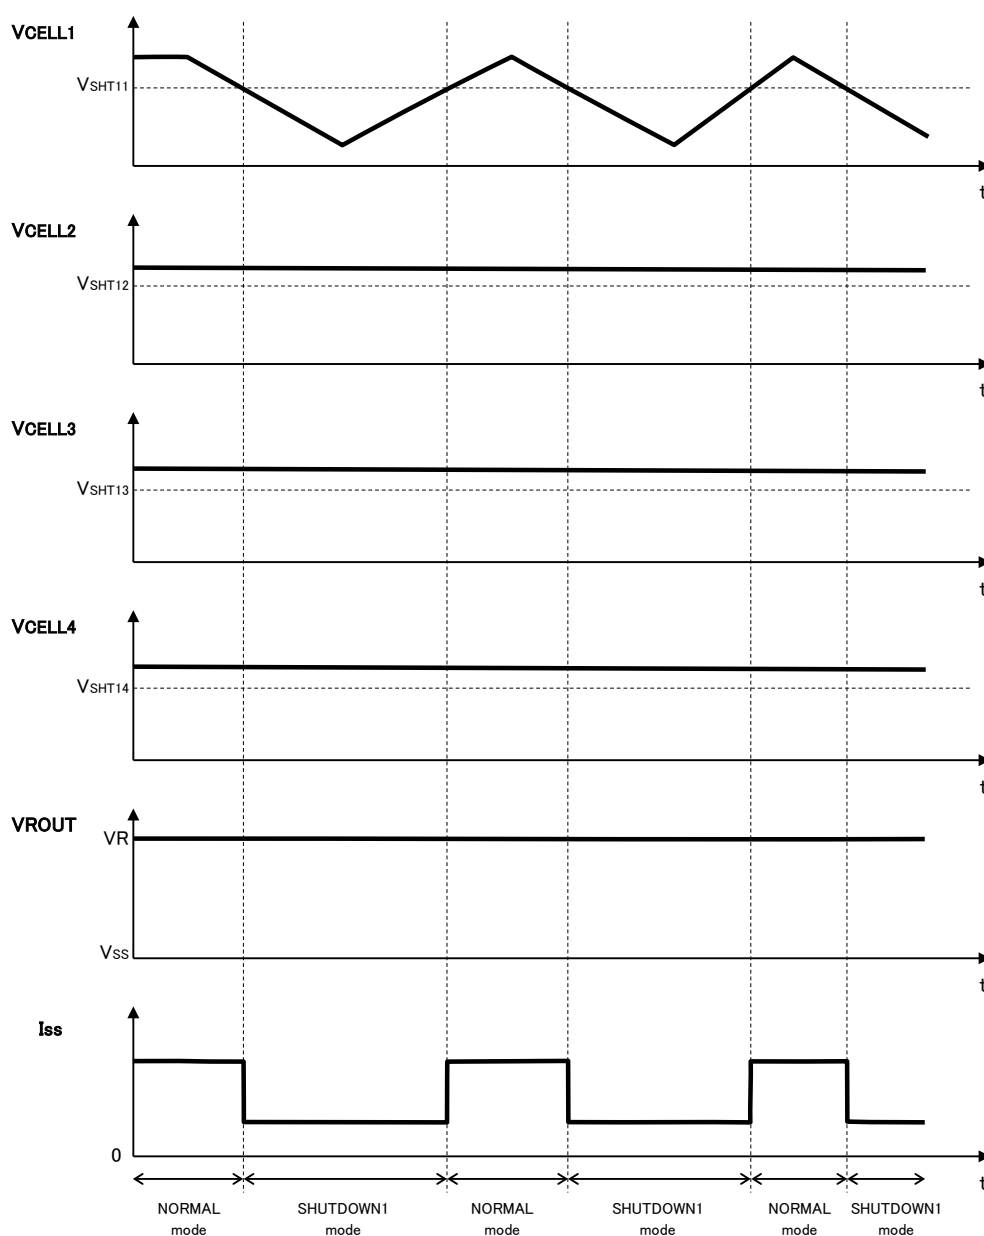 VCELL1
VSHT11
t
VCELL2
VSHT12
t
VCELL3
VSHT13
t
VCELL4
VSHT14
t
VROUT
VR
VSS
t
Iss
0
t
NORMAL mode
SHUTDOWN1 mode
NORMAL mode
SHUTDOWN1 mode
NORMAL mode
SHUTDOWN1 mode